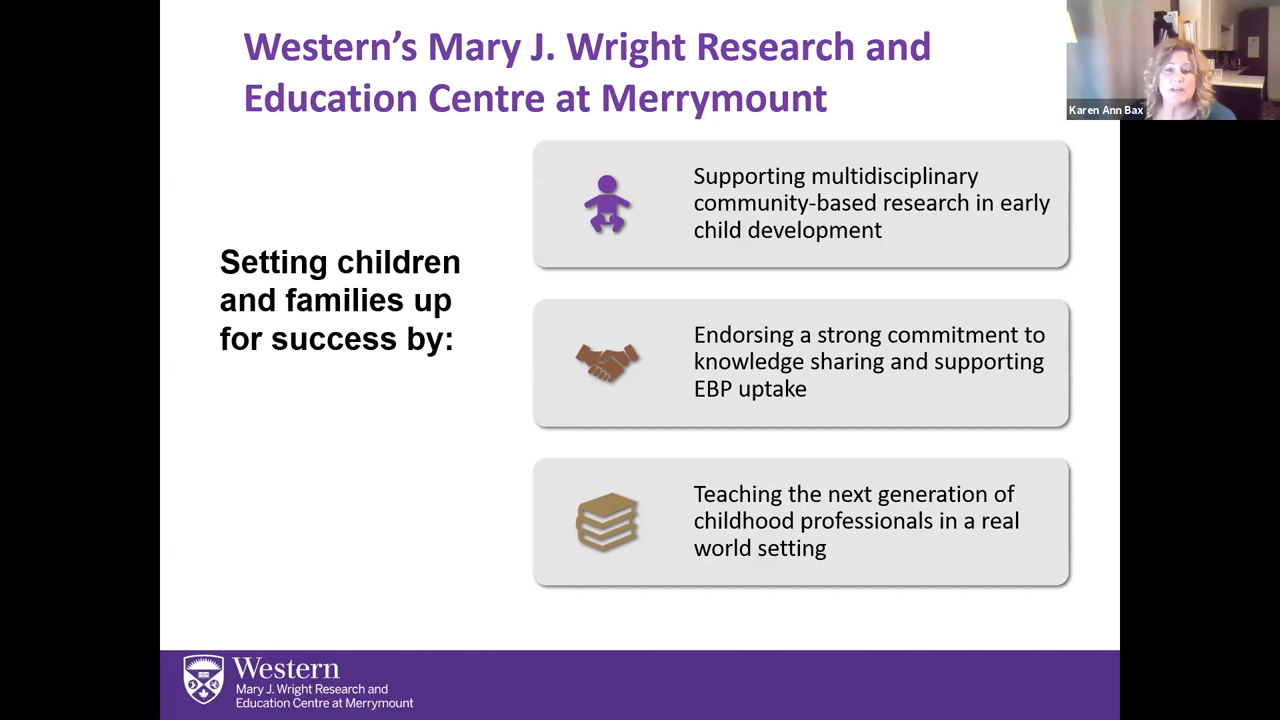 Western’s Mary J. Wright Research and
Education Centre at Merrymount
Karen Ann Bax
Setting children
and families up
for success by:
Supporting multidisciplinary
community-based research in early
child development
Endorsing a strong commitment to
knowledge sharing and supporting
EBP uptake
Teaching the next generation of
childhood professionals in a real
world setting
Western
Mary J. Wright Research and
Education Centre at Merrymount